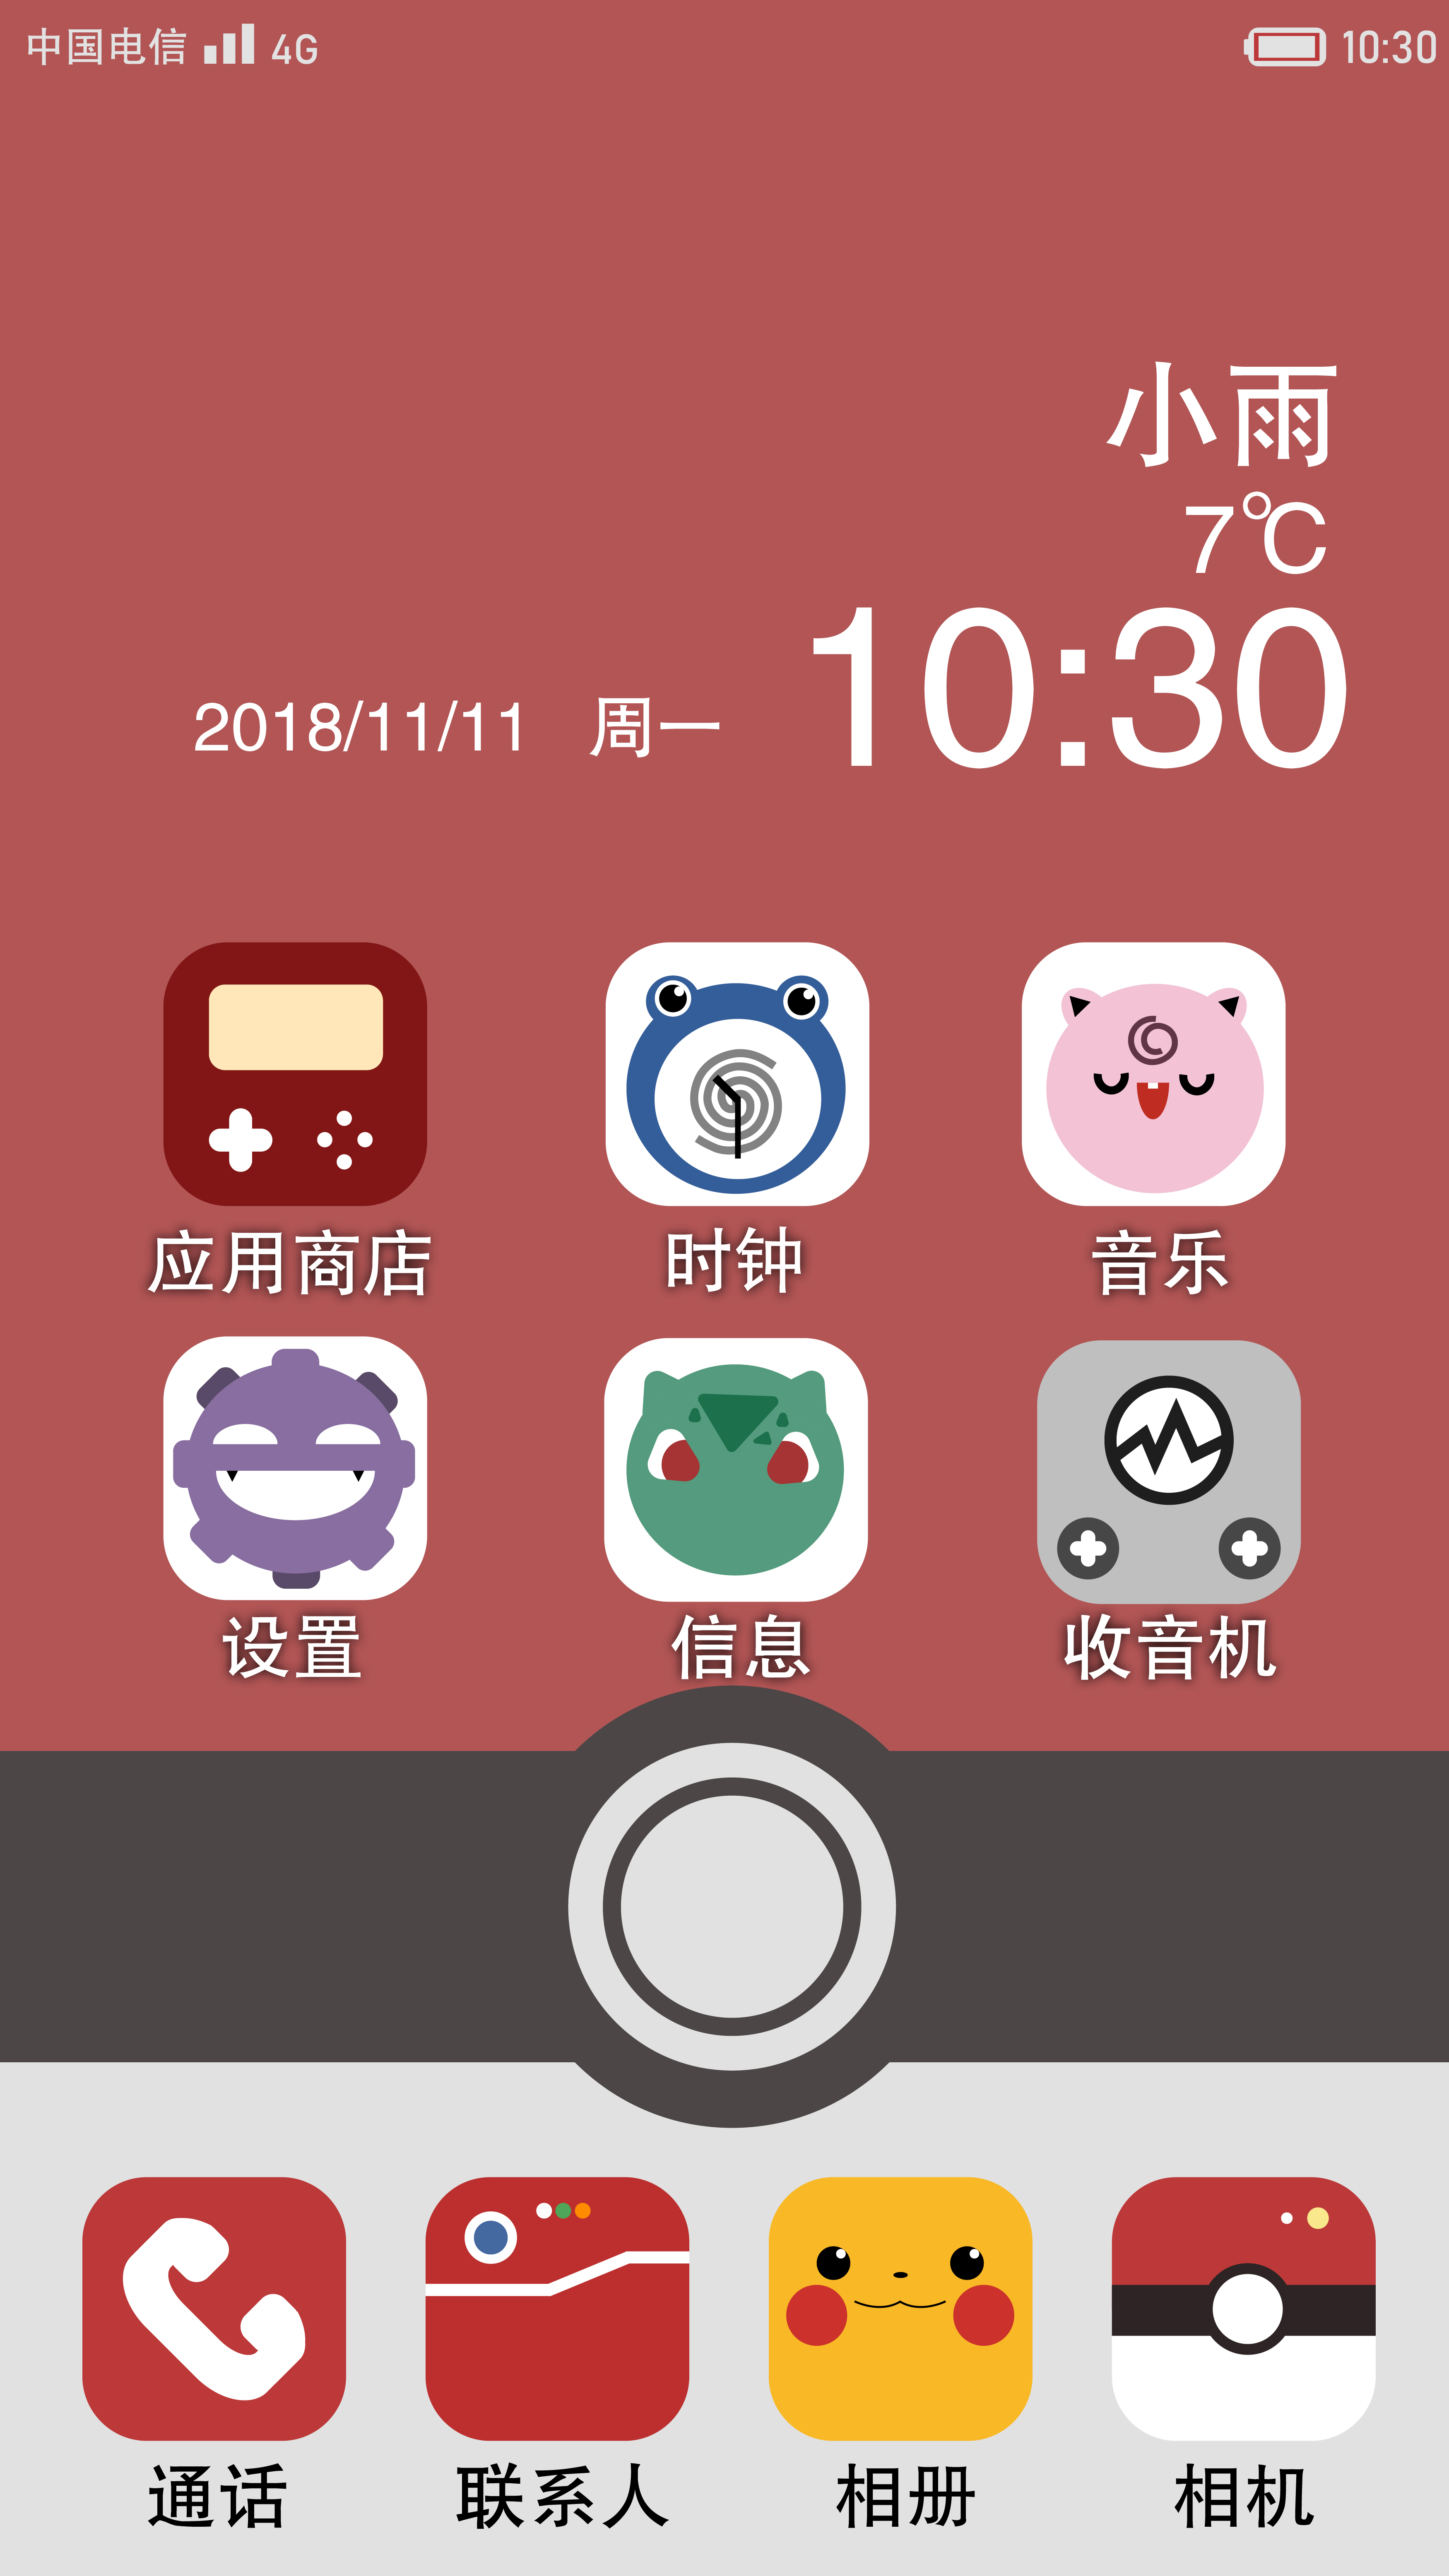 中国电信 4G 10:30
小雨
7℃
2018/11/11 周一 10:30
应用商店 时钟 音乐
设置 信息 收音机
通话 联系人 相册 相机